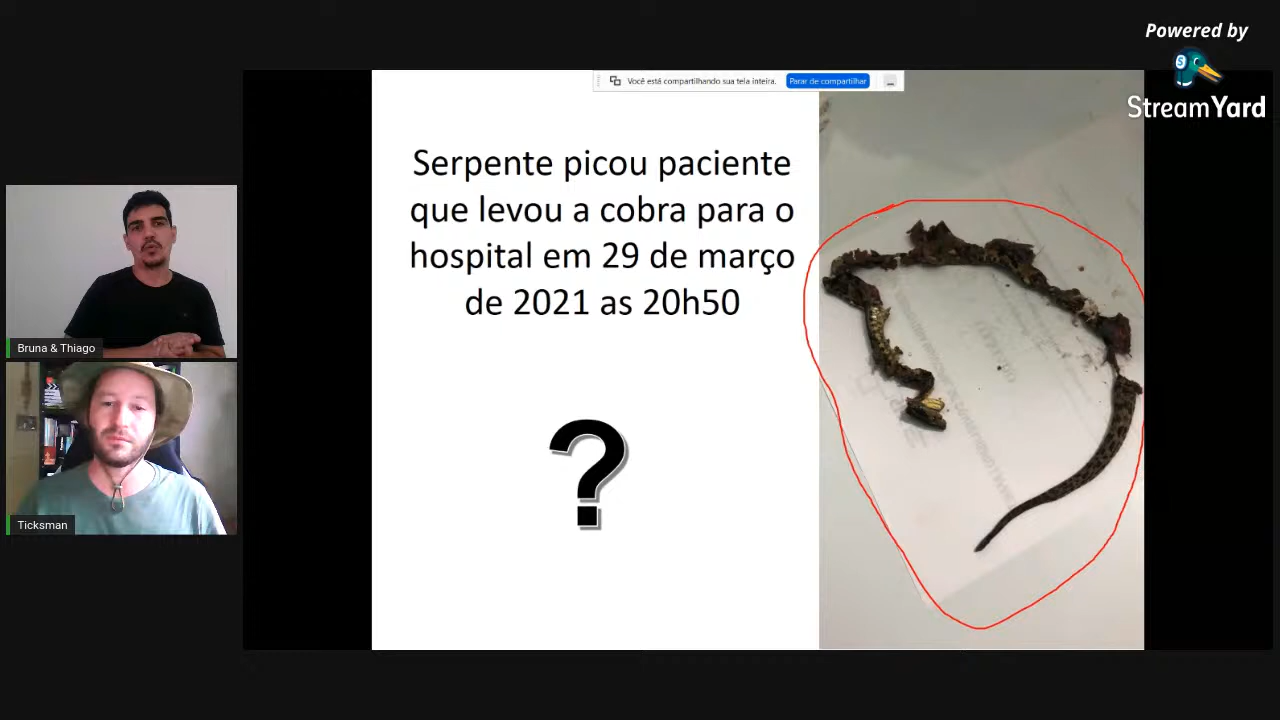 Powered by
StreamYard
Você está compartilhando sua tela inteira.
Parar de compartilhar
Serpente picou paciente
que levou a cobra para o
hospital em 29 de março
de 2021 as 20h50
?
Bruna & Thiago
Ticksman